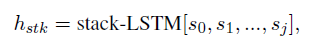 h_{stk} = stack-LSTM[s_0, s_1, ..., s_j],